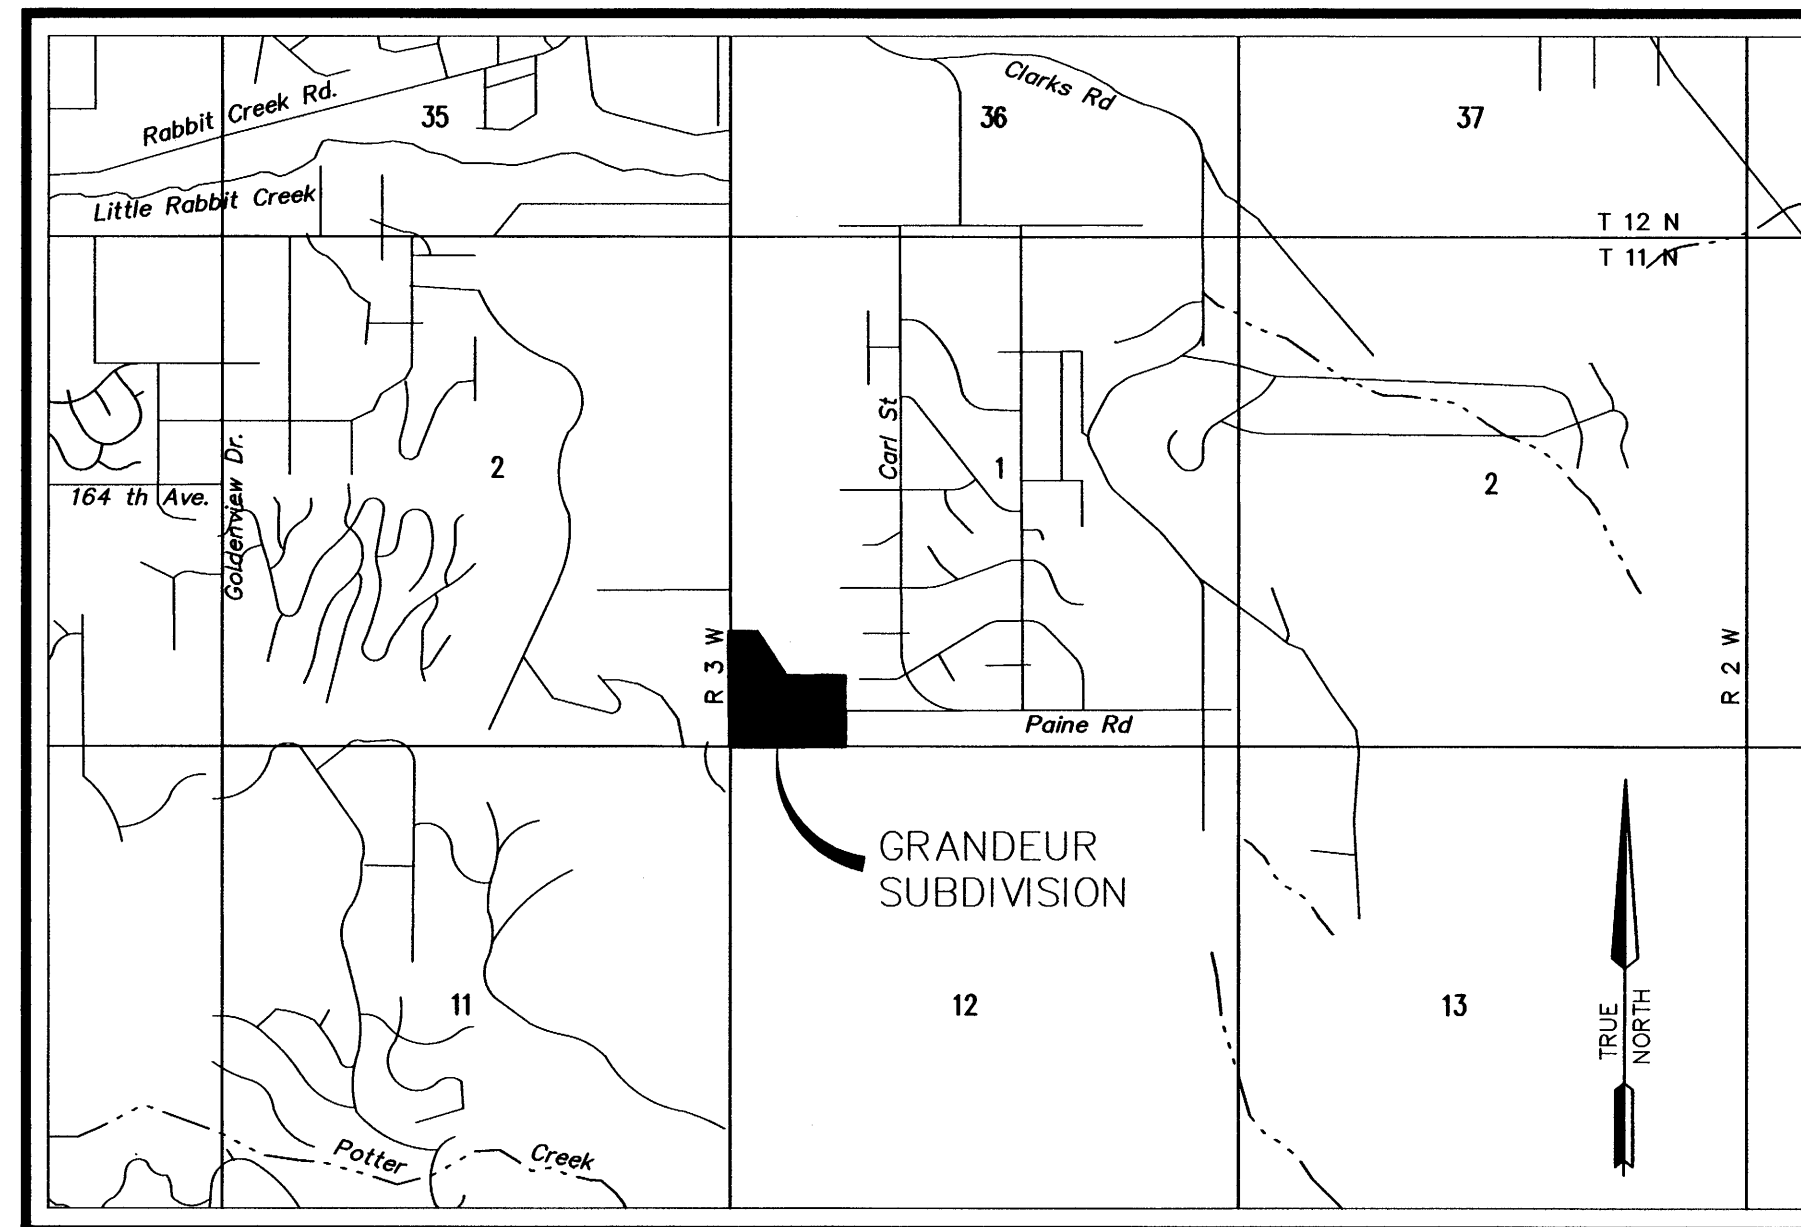 Rabbit Creek Rd.
35
Clarks Rd
36
37
Little Rabbit Creek
T 12 N
T 11 N
Carl St
Goldenview Dr.
2
1
2
164 th Ave.
R 3 W
R 2 W
Paine Rd
GRANDEUR
SUBDIVISION
11
12
13
TRUE
NORTH
Potter Creek